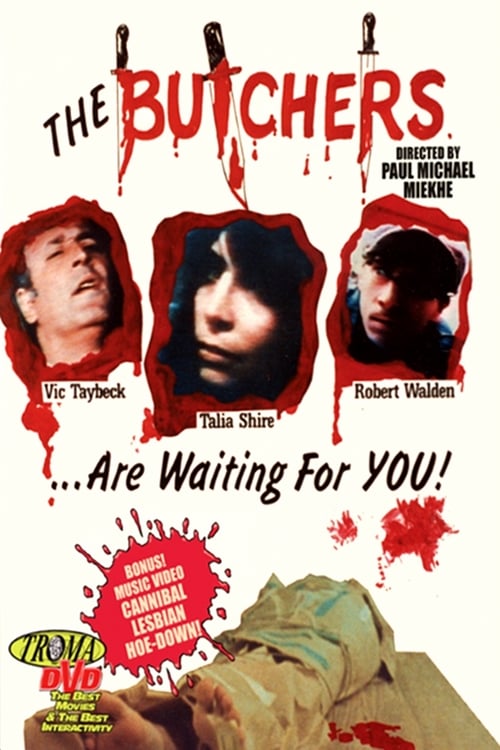 THE BUTCHERS
DIRECTED BY
PAUL MICHAEL
MIEKHE
Vic Taybeck
Talia Shire
Robert Walden
...Are Waiting For YOU!
BONUS!
MUSIC VIDEO
CANNIBAL
LESBIAN
HOE-DOWN!
TROMA
DVD
THE BEST
MOVIES
& THE BEST
INTERACTIVITY